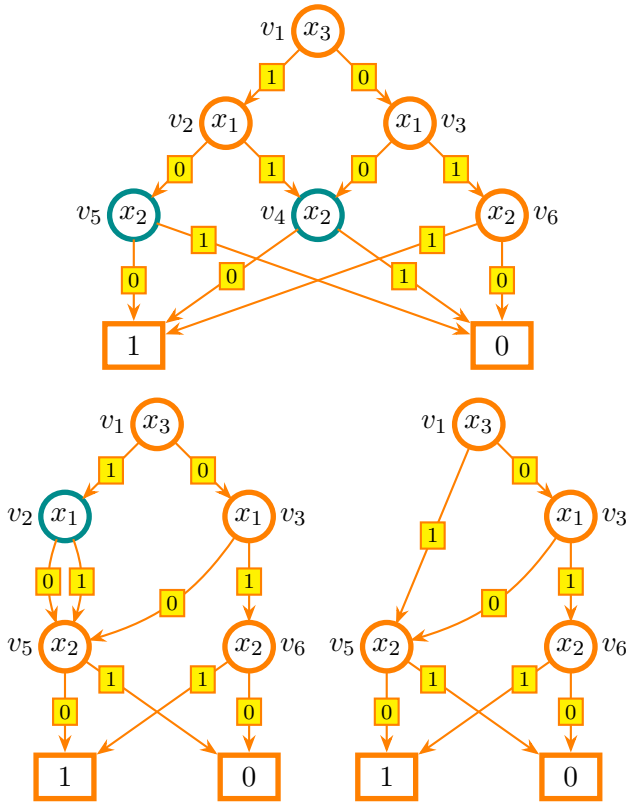 v1 x3
1 0
v2 x1 x1 v3
0 1 0 1
v5 x2 v4 x2 x2 v6
1 1
0 0 1 0
1 0
v1 x3 v1 x3
1 0 0
v2 x1 x1 v3 x1 v3
1
0 1 1 1
0 0
v5 x2 x2 v6 v5 x2 x2 v6
1 1 1 1
0 0 0 0
1 0 1 0